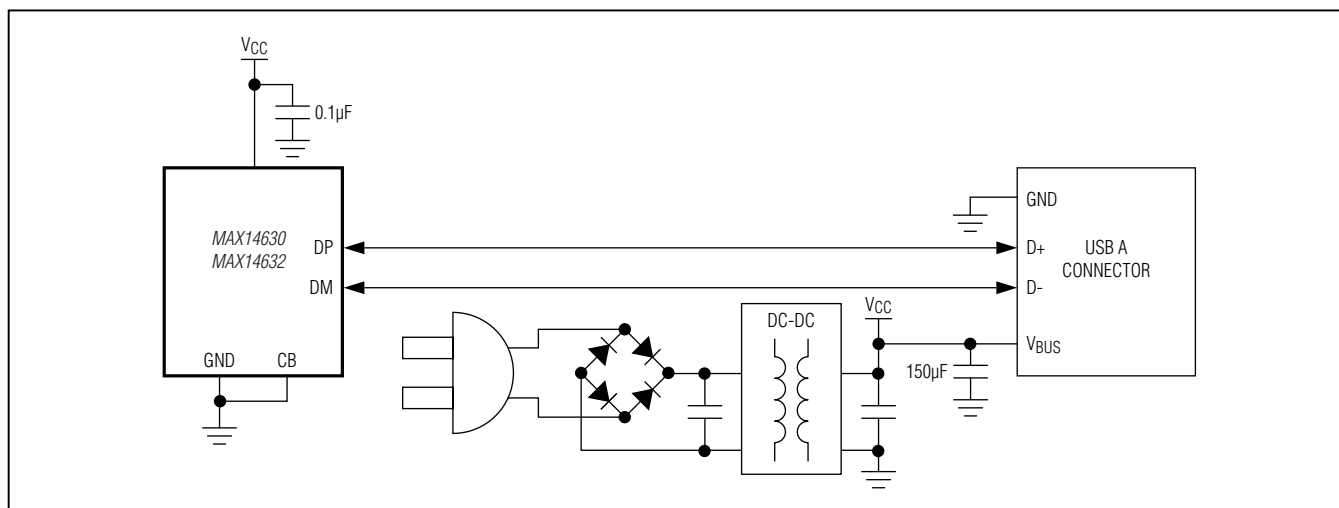 VCC
0.1µF
MAX14630
MAX14632
DP
DM
GND
CB
GND
D+
USB A
CONNECTOR
D-
VBUS
DC-DC
VCC
150µF